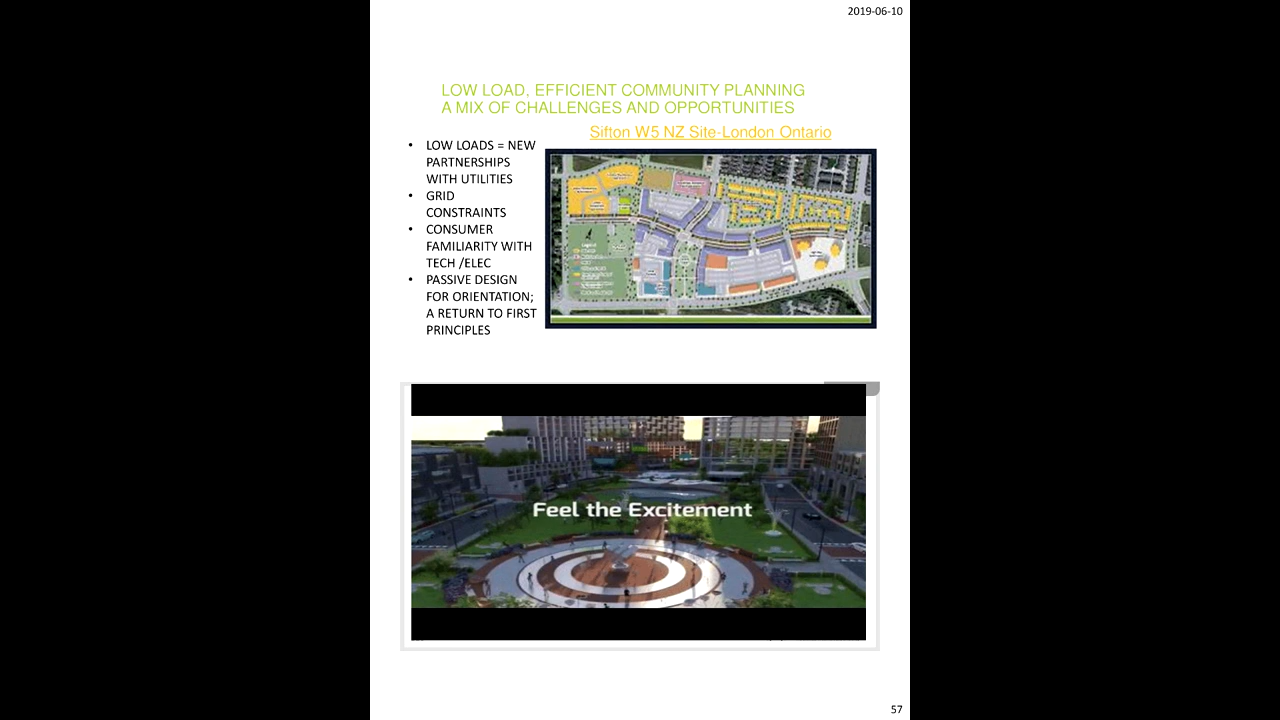 2019-06-10
LOW LOAD, EFFICIENT COMMUNITY PLANNING
A MIX OF CHALLENGES AND OPPORTUNITIES
Sifton W5 NZ Site-London Ontario
• LOW LOADS = NEW
PARTNERSHIPS
WITH UTILITIES
• GRID
CONSTRAINTS
• CONSUMER
FAMILIARITY WITH
TECH /ELEC
• PASSIVE DESIGN
FOR ORIENTATION;
A RETURN TO FIRST
PRINCIPLES
Feel the Excitement
57